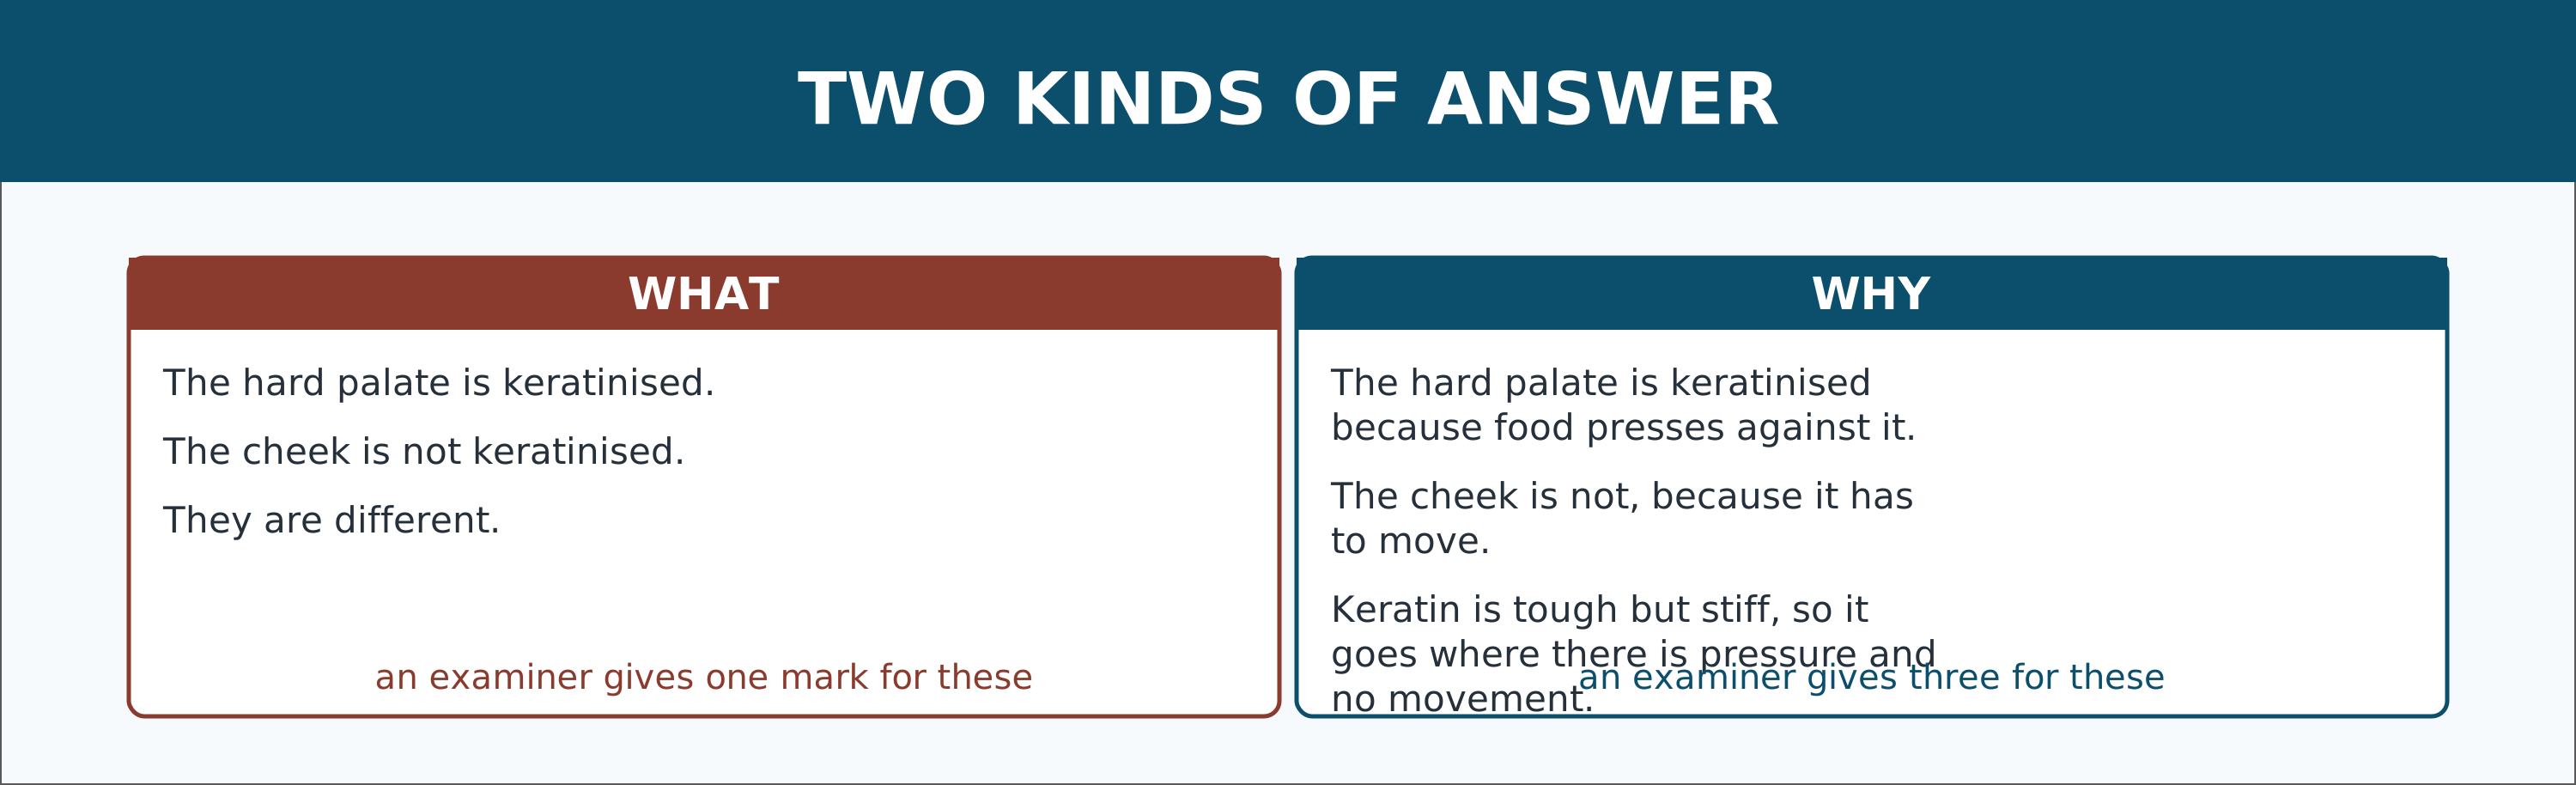 TWO KINDS OF ANSWER
WHAT
The hard palate is keratinised.
The cheek is not keratinised.
They are different.
an examiner gives one mark for these
WHY
The hard palate is keratinised
because food presses against it.
The cheek is not, because it has
to move.
Keratin is tough but stiff, so it
goes where there is pressure and
no movement.
an examiner gives three for these